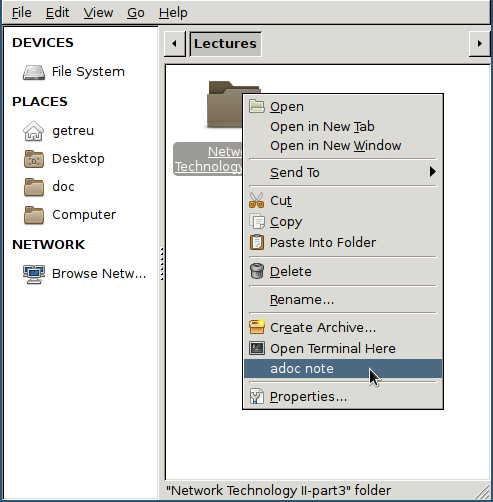 File Edit View Go Help
DEVICES
File System
PLACES
getreu
Desktop
doc
Computer
NETWORK
Browse Netw...
Lectures
Netw
Technology
Open
Open in New Tab
Open in New Window
Send To
Cut
Copy
Paste Into Folder
Delete
Rename...
Create Archive...
Open Terminal Here
adoc note
Properties...
"Network Technology II-part3" folder